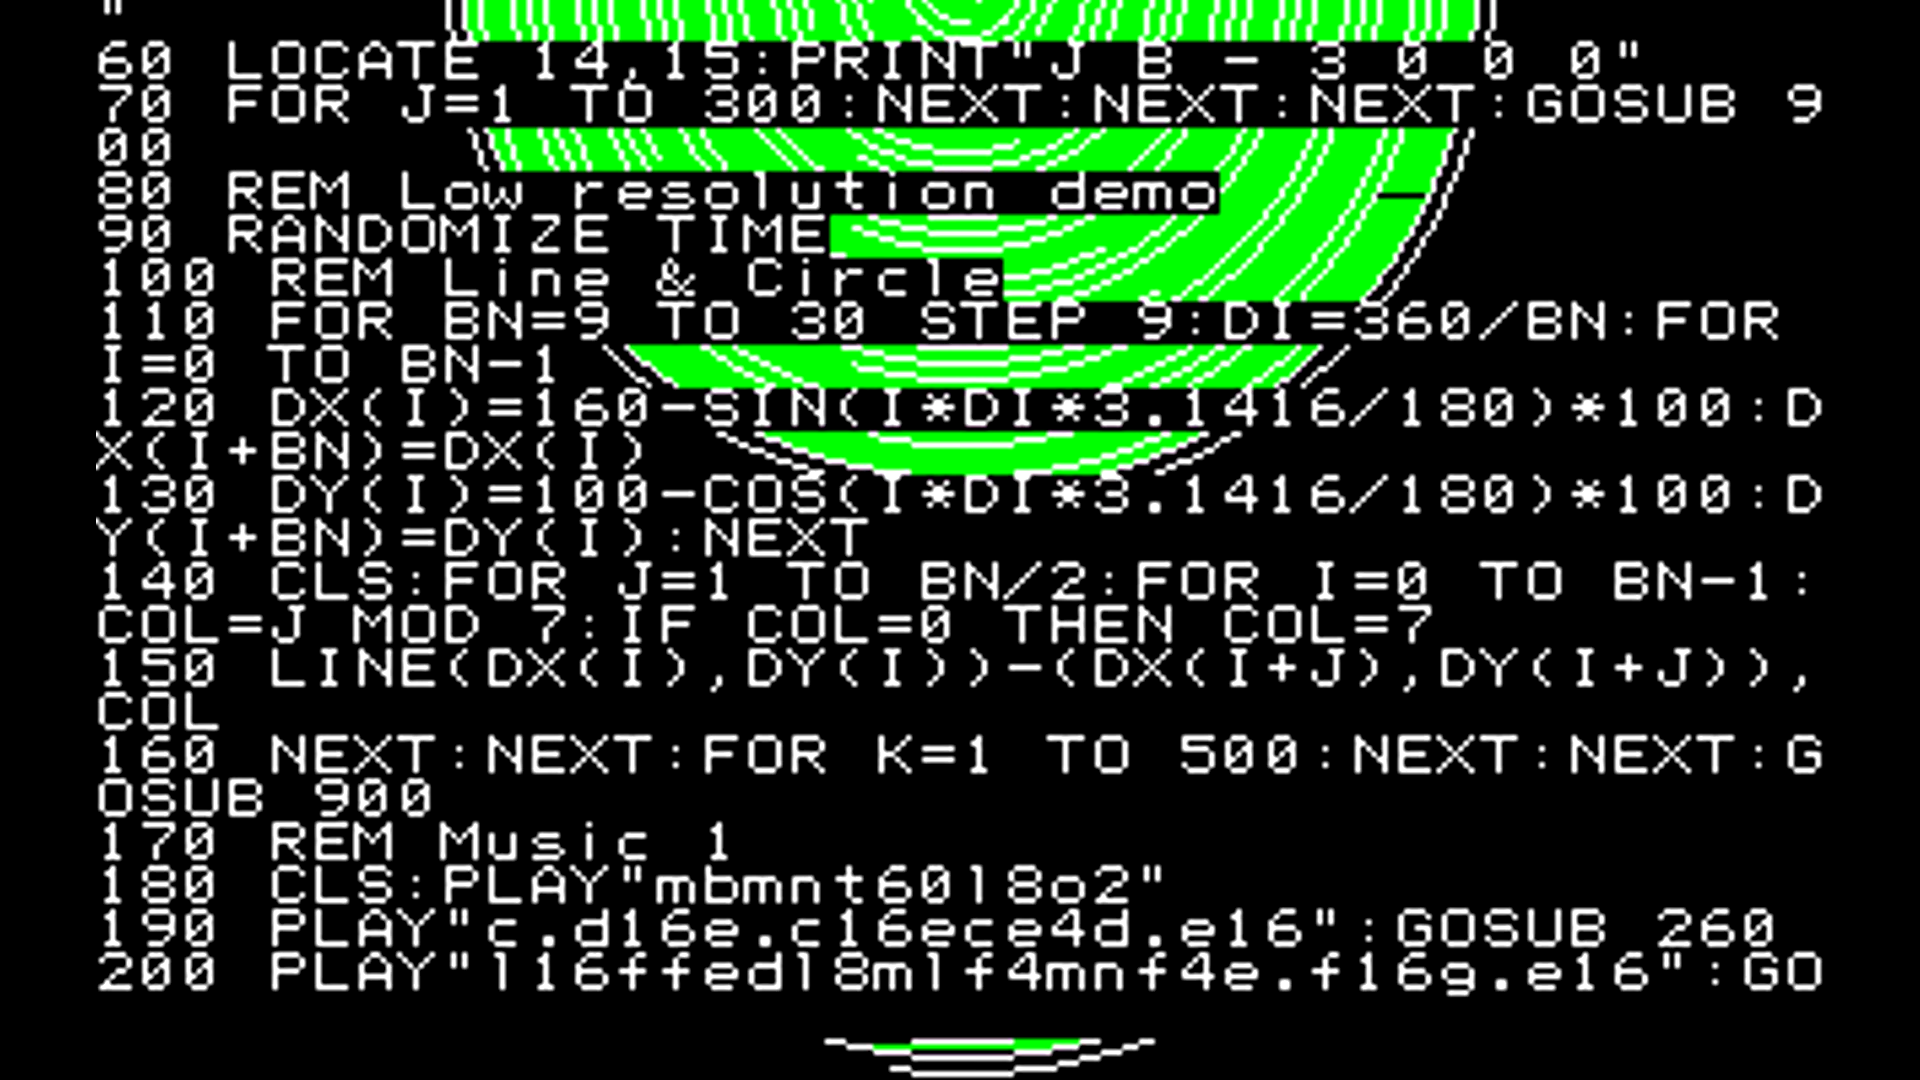 "
60 LOCATE 14,15:PRINT"J B - 3 0 0 0"
70 FOR J=1 TO 300:NEXT:NEXT:NEXT:GOSUB 9
00
80 REM Low resolution demo
90 RANDOMIZE TIME
100 REM Line & Circle
110 FOR BN=9 TO 30 STEP 9:DI=360/BN:FOR
I=0 TO BN-1
120 DX(I)=160-SIN(I*DI*3.1416/180)*100:D
X(I+BN)=DX(I)
130 DY(I)=100-COS(I*DI*3.1416/180)*100:D
Y(I+BN)=DY(I):NEXT
140 CLS:FOR J=1 TO BN/2:FOR I=0 TO BN-1:
COL=J MOD 7:IF COL=0 THEN COL=7
150 LINE(DX(I),DY(I))-(DX(I+J),DY(I+J)),
COL
160 NEXT:NEXT:FOR K=1 TO 500:NEXT:NEXT:G
OSUB 900
170 REM Music 1
180 CLS:PLAY"mbmnt60l8o2"
190 PLAY"c.d16e.c16ece4d.e16":GOSUB 260
200 PLAY"l16ffedl8mlf4mnf4e.f16g.e16":GO